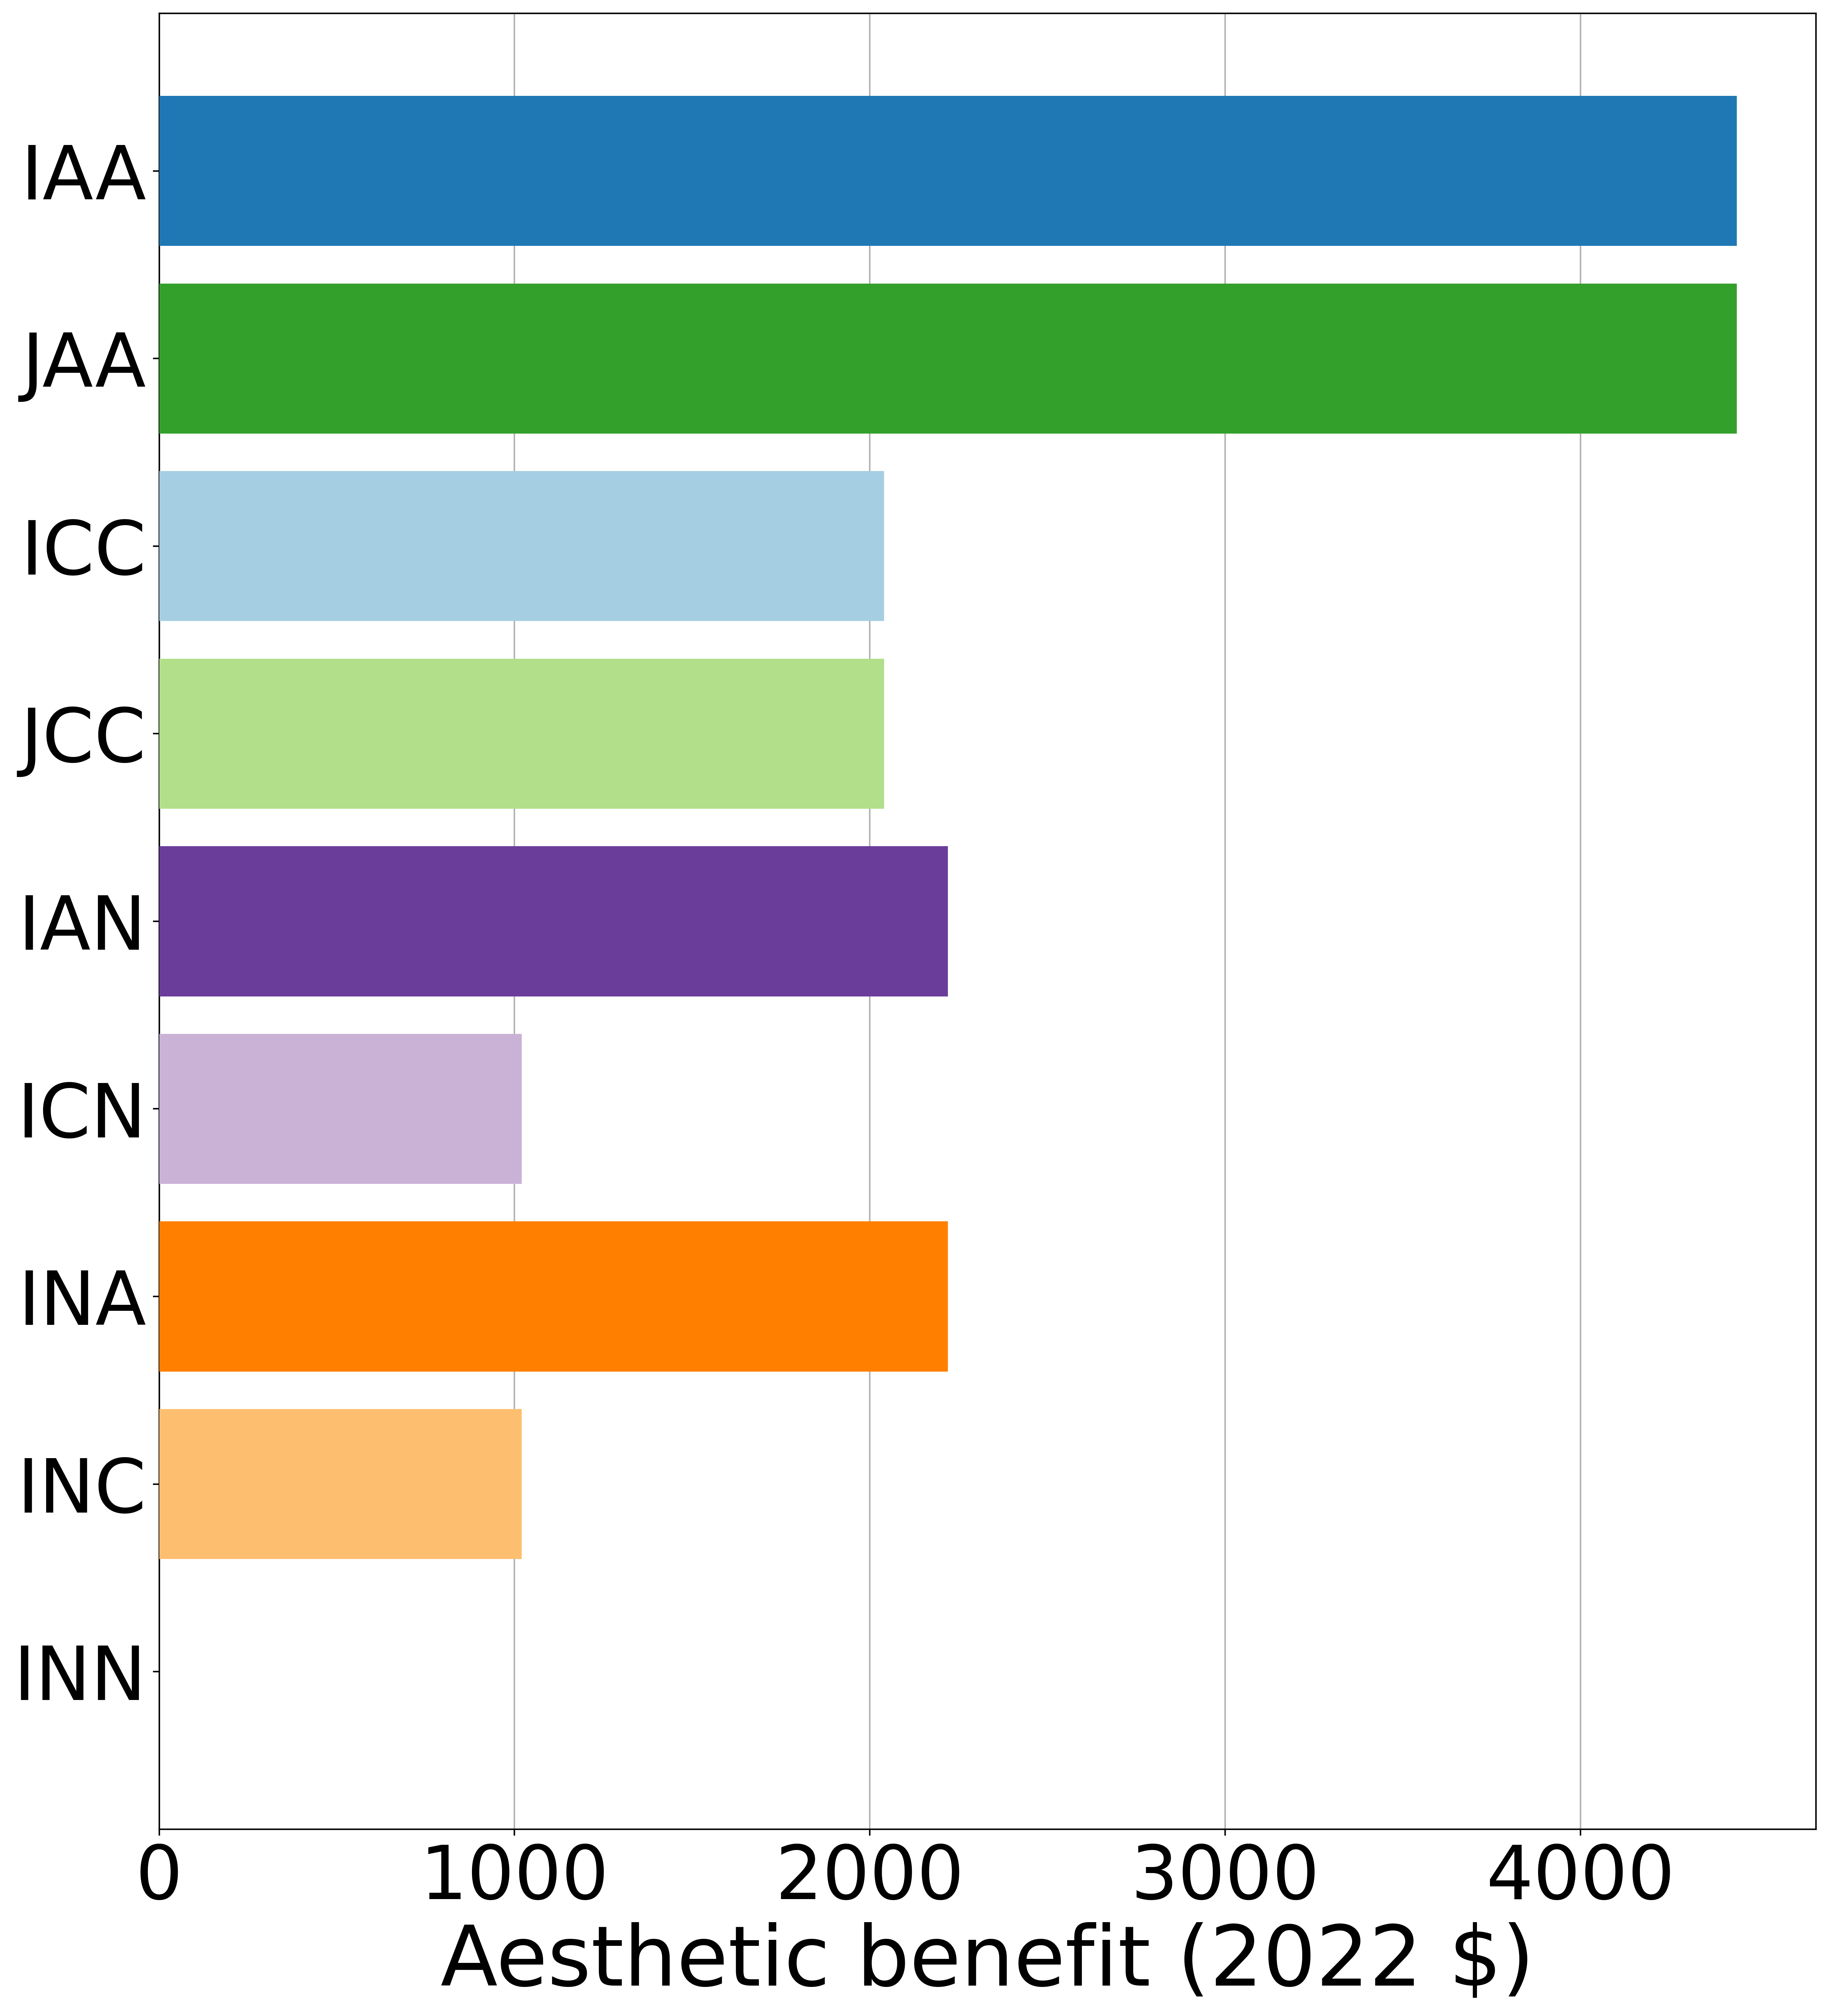 IAA
JAA
ICC
JCC
IAN
ICN
INA
INC
INN
0 1000 2000 3000 4000
Aesthetic benefit (2022 $)